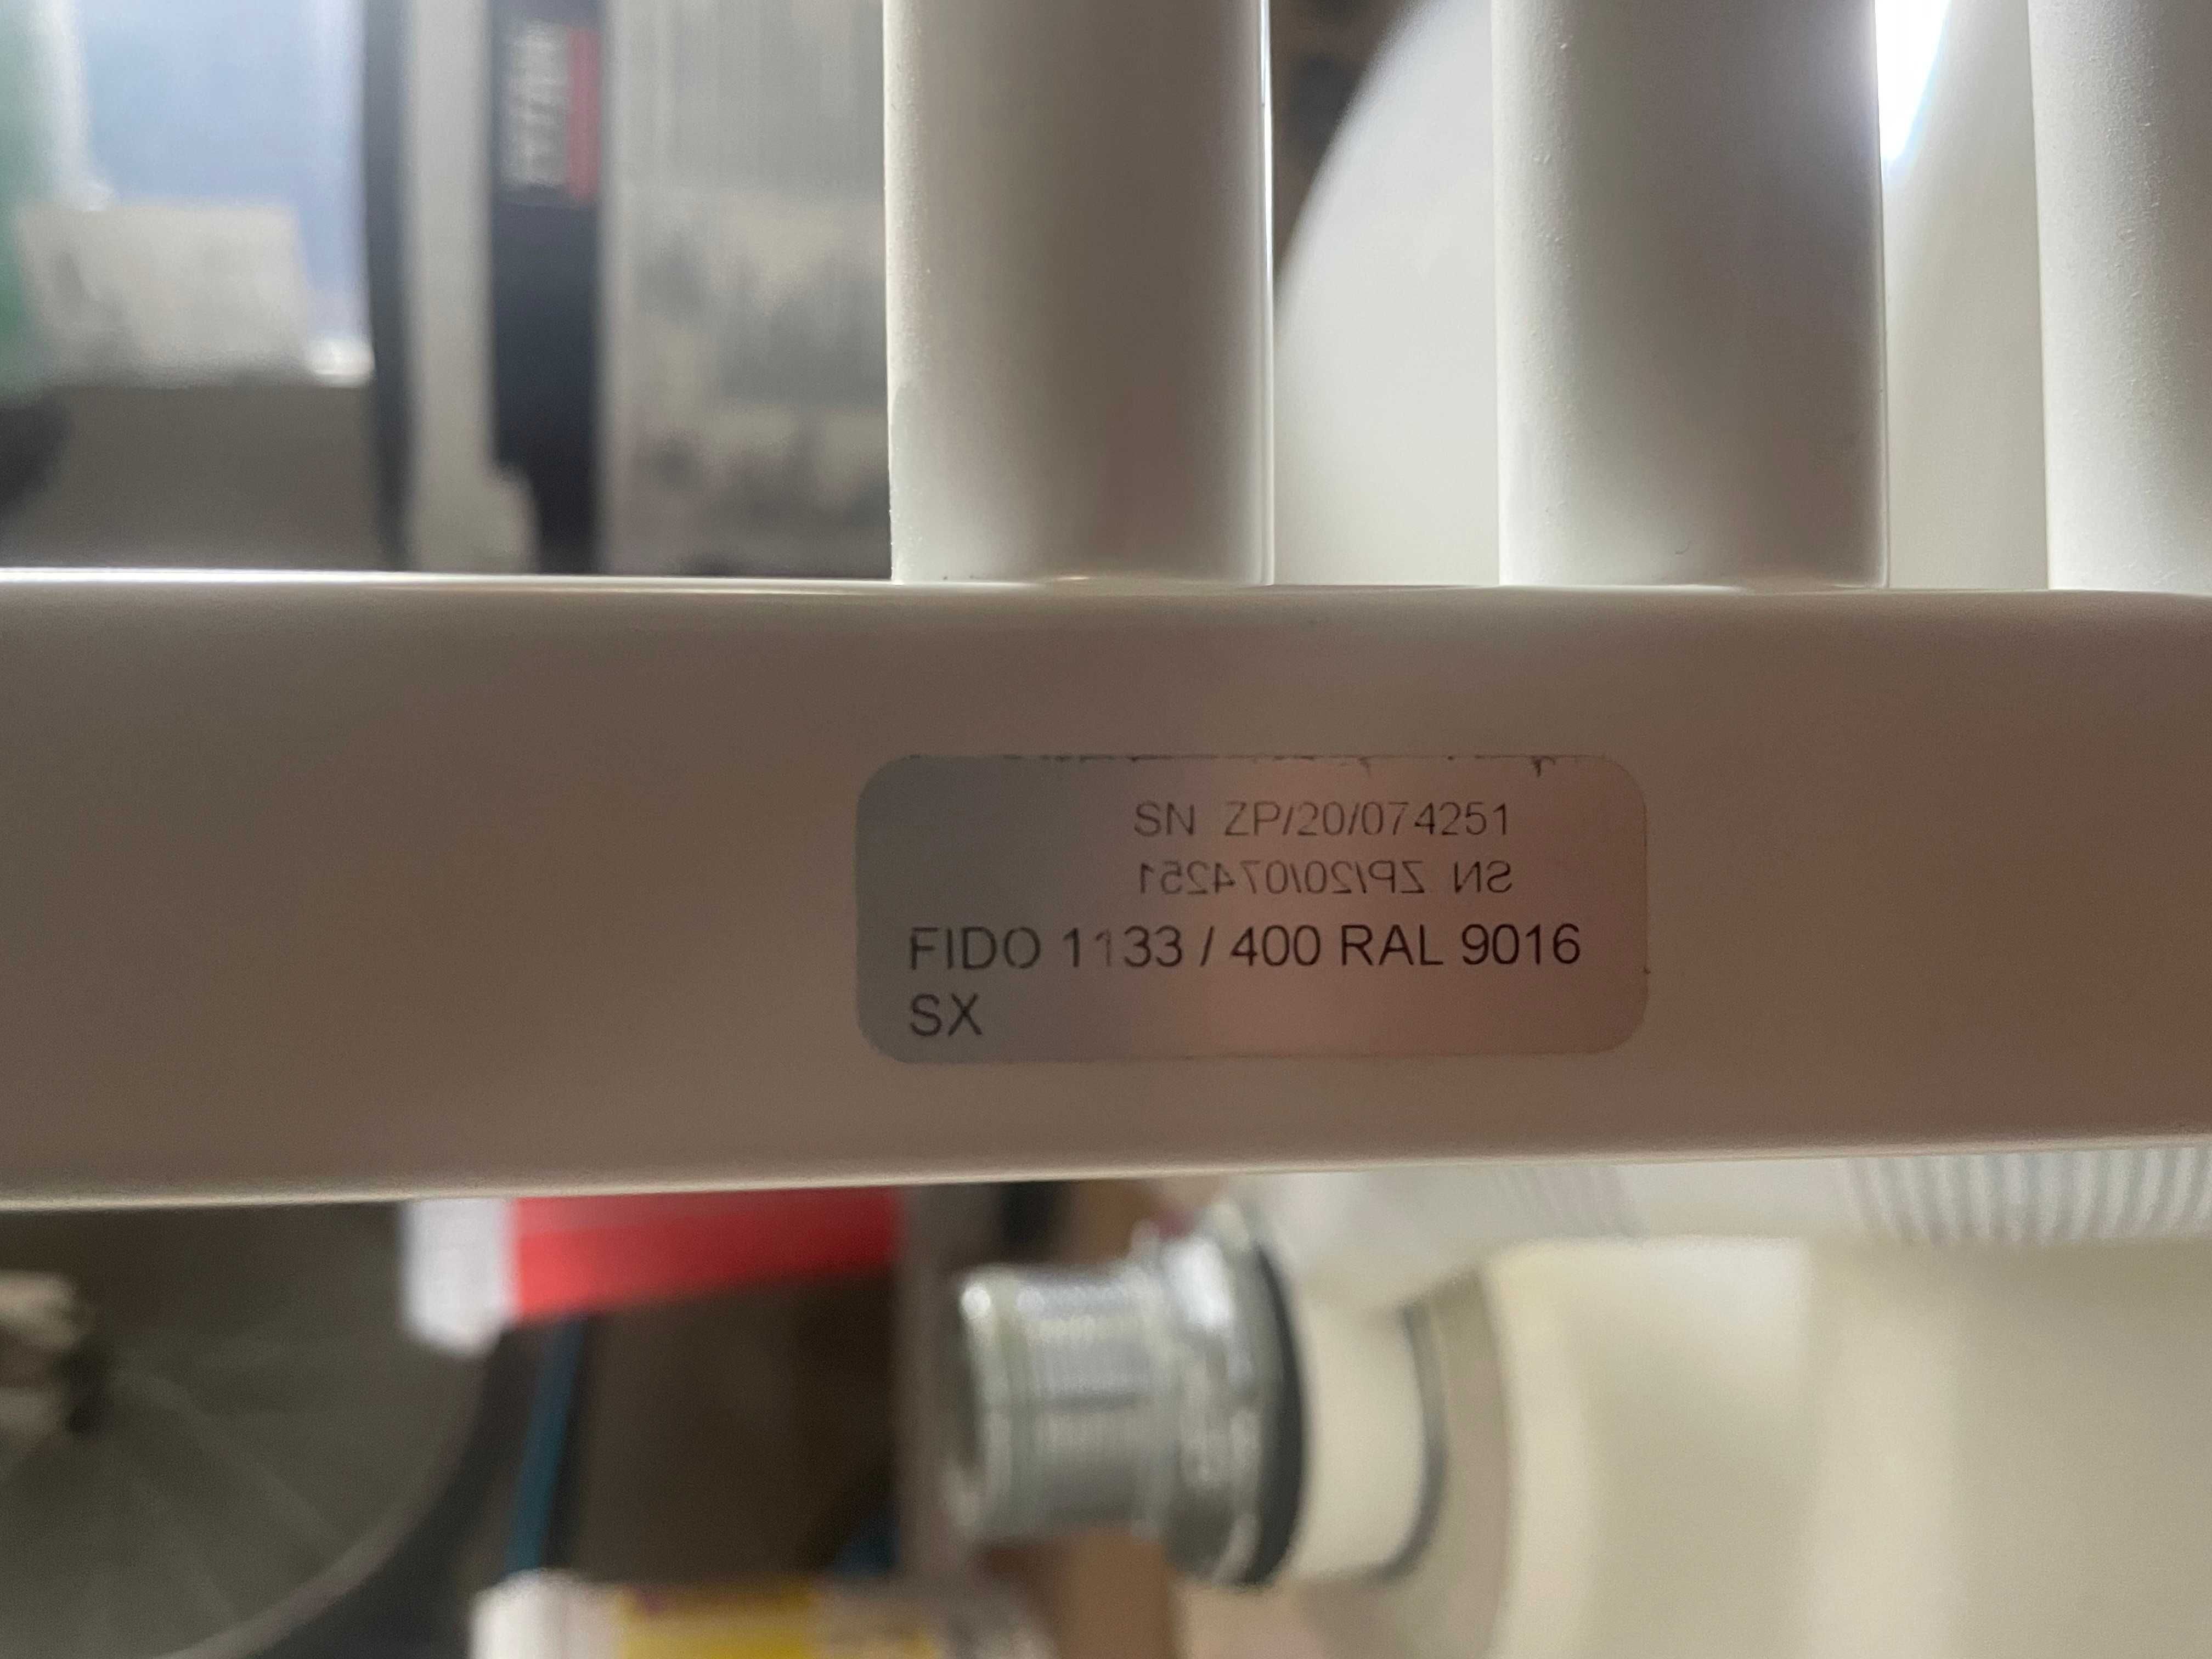 SN ZP/20/074251
SN ZP/20/074251
FIDO 1133 / 400 RAL 9016
SX